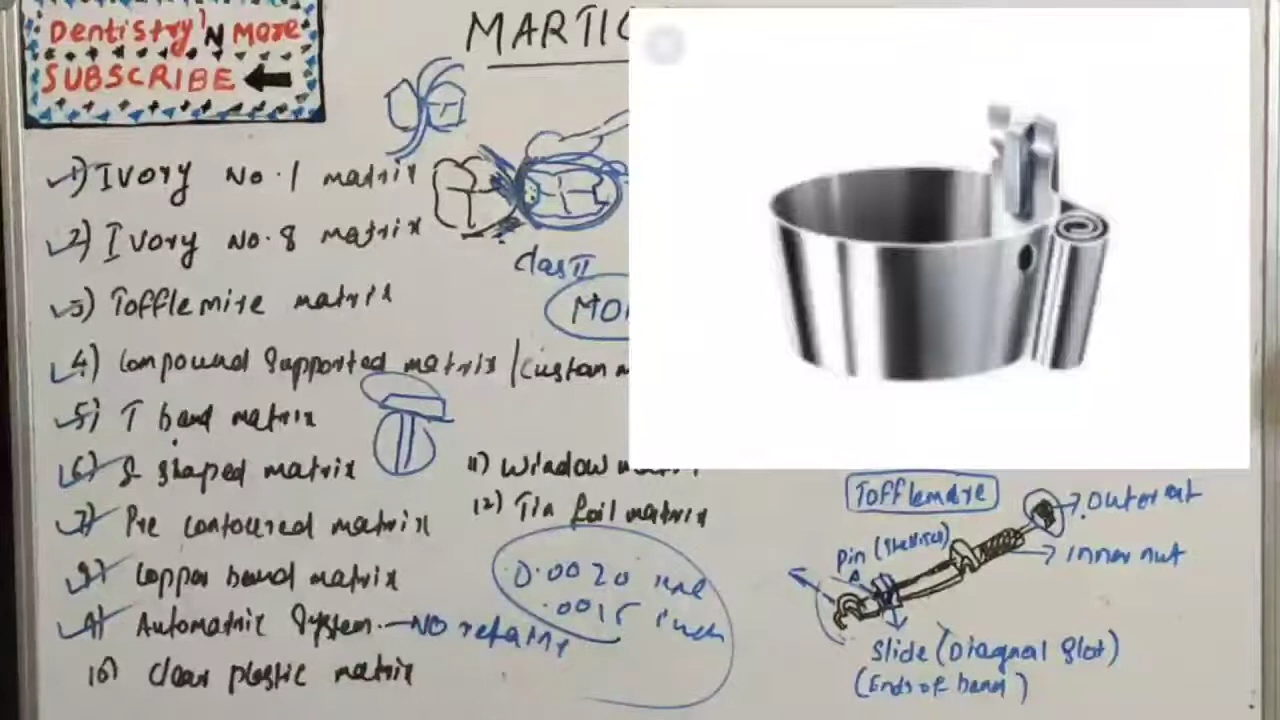 Dentistry'N More
SUBSCRIBE
MARTIC
1) Ivory No.1 matrix
2) Ivory No.8 matrix
3) Tofflemire matrix
4) Compound Supported matrix / Custom m
5) T band matrix
6) S shaped matrix
7) Pre contoured matrix
8) Copper band matrix
9) Automatrix System - No retainer
10) Clear plastic matrix
11) Window
12) Tin foil matrix
class II
MOD
0.0020 inch
.0015 inch
Tofflemire
outer nut
inner nut
Pin
Slide (Diagnal Slot)
(Ends of band)